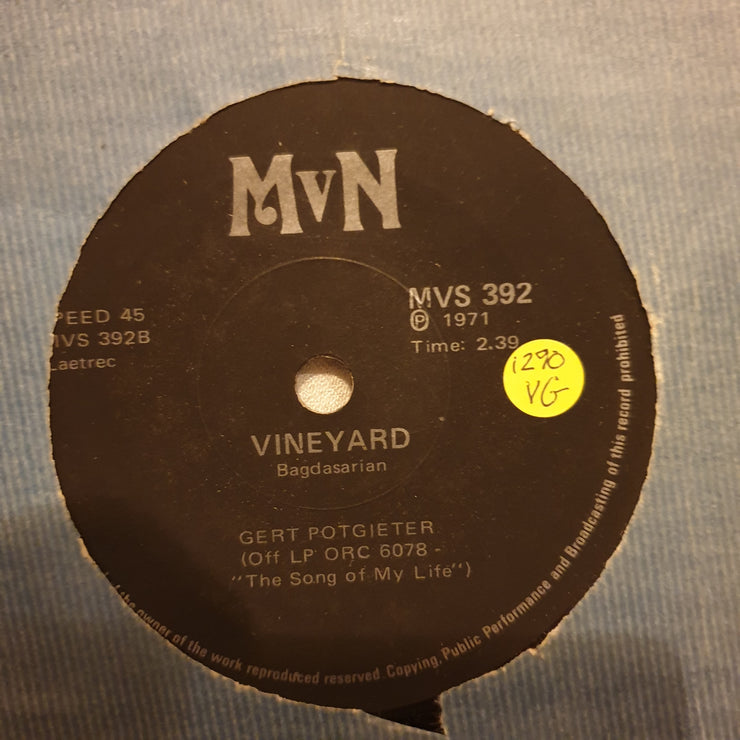 MvN
PEED 45
MVS 392B
Laetrec
MVS 392
Ⓟ 1971
Time: 2.39
i290
VG
VINEYARD
Bagdasarian
GERT POTGIETER
(Off LP ORC 6078 -
"The Song of My Life")
of the owner of the work reproduced reserved. Copying, Public Performance and Broadcasting of this record prohibited